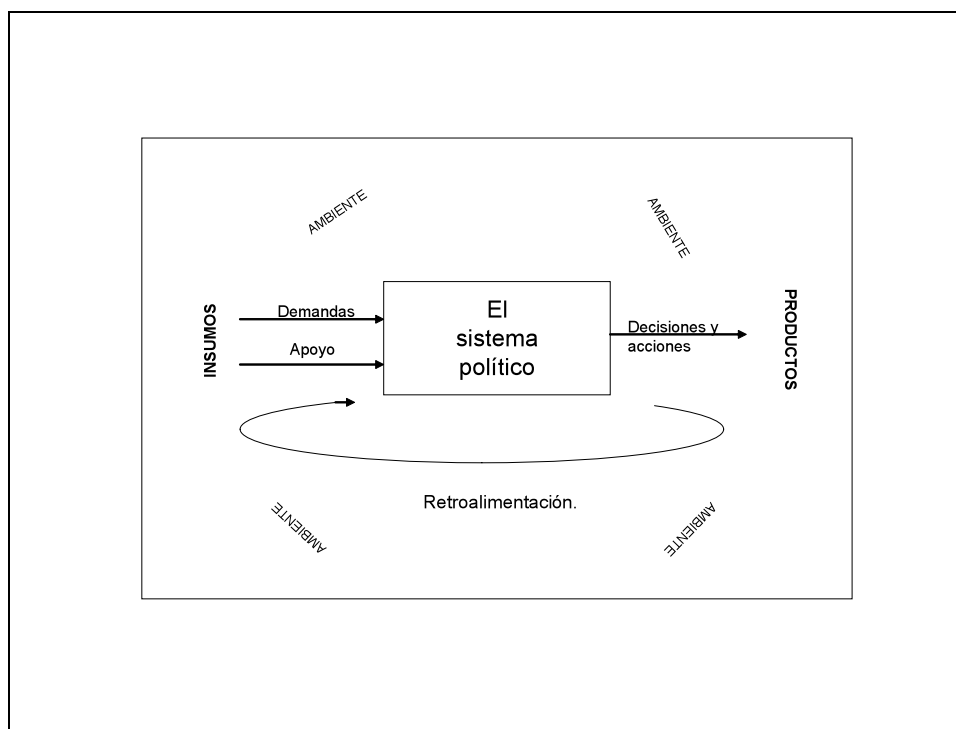 AMBIENTE
AMBIENTE
INSUMOS
Demandas
Apoyo
El
sistema
político
Decisiones y
acciones
PRODUCTOS
Retroalimentación.
AMBIENTE
AMBIENTE